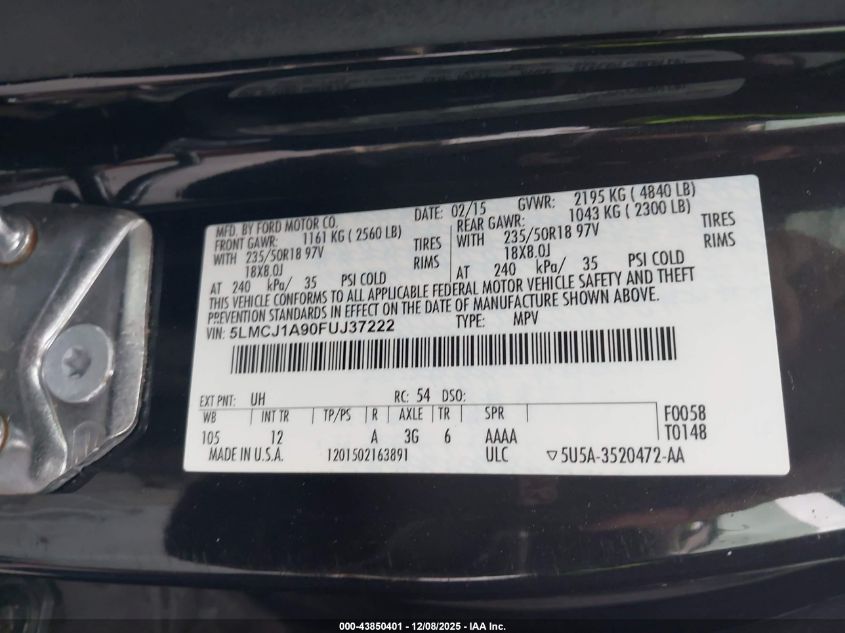 MFD. BY FORD MOTOR CO. DATE: 02/15 GVWR: 2195 KG ( 4840 LB)
FRONT GAWR: 1161 KG ( 2560 LB) REAR GAWR: 1043 KG ( 2300 LB)
WITH 235/50R18 97V TIRES WITH 235/50R18 97V TIRES
18X8.0J RIMS 18X8.0J RIMS
AT 240 kPa/ 35 PSI COLD AT 240 kPa/ 35 PSI COLD
THIS VEHICLE CONFORMS TO ALL APPLICABLE FEDERAL MOTOR VEHICLE SAFETY AND THEFT
PREVENTION STANDARDS IN EFFECT ON THE DATE OF MANUFACTURE SHOWN ABOVE.
VIN: 5LMCJ1A90FUJ37222 TYPE: MPV
EXT PNT: UH RC: 54 DSO:
WB INT TR TP/PS R AXLE TR SPR F0058
105 12 A 3G 6 AAAA T0148
MADE IN U.S.A. 1201502163891 ULC ▽5U5A-3520472-AA
000-43850401 - 12/08/2025 - IAA Inc.